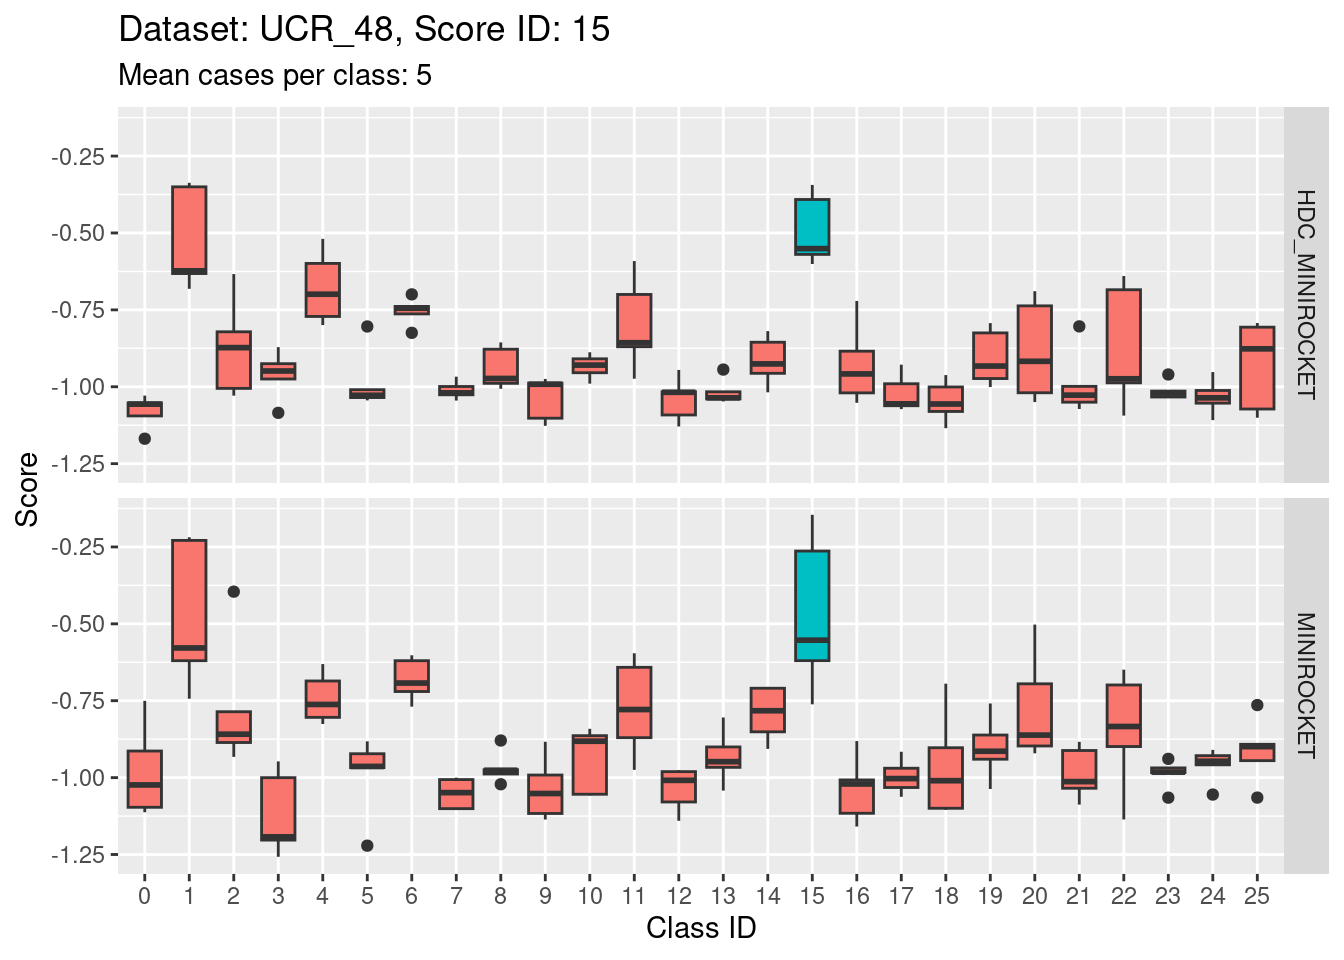 Dataset: UCR_48, Score ID: 15
Mean cases per class: 5
-0.25
-0.50
-0.75
-1.00
-1.25
HDC_MINIROCKET
Score
-0.25
-0.50
-0.75
-1.00
-1.25
MINIROCKET
0 1 2 3 4 5 6 7 8 9 10 11 12 13 14 15 16 17 18 19 20 21 22 23 24 25
Class ID